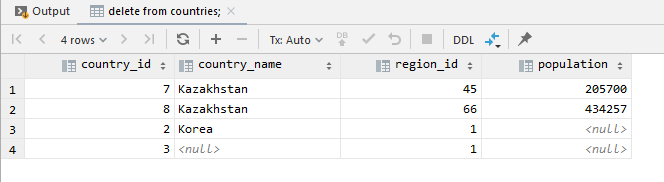 Output delete from countries;
4 rows Tx: Auto DB DDL
country_id country_name region_id population
1 7 Kazakhstan 45 205700
2 8 Kazakhstan 66 434257
3 2 Korea 1 <null>
4 3 <null> 1 <null>